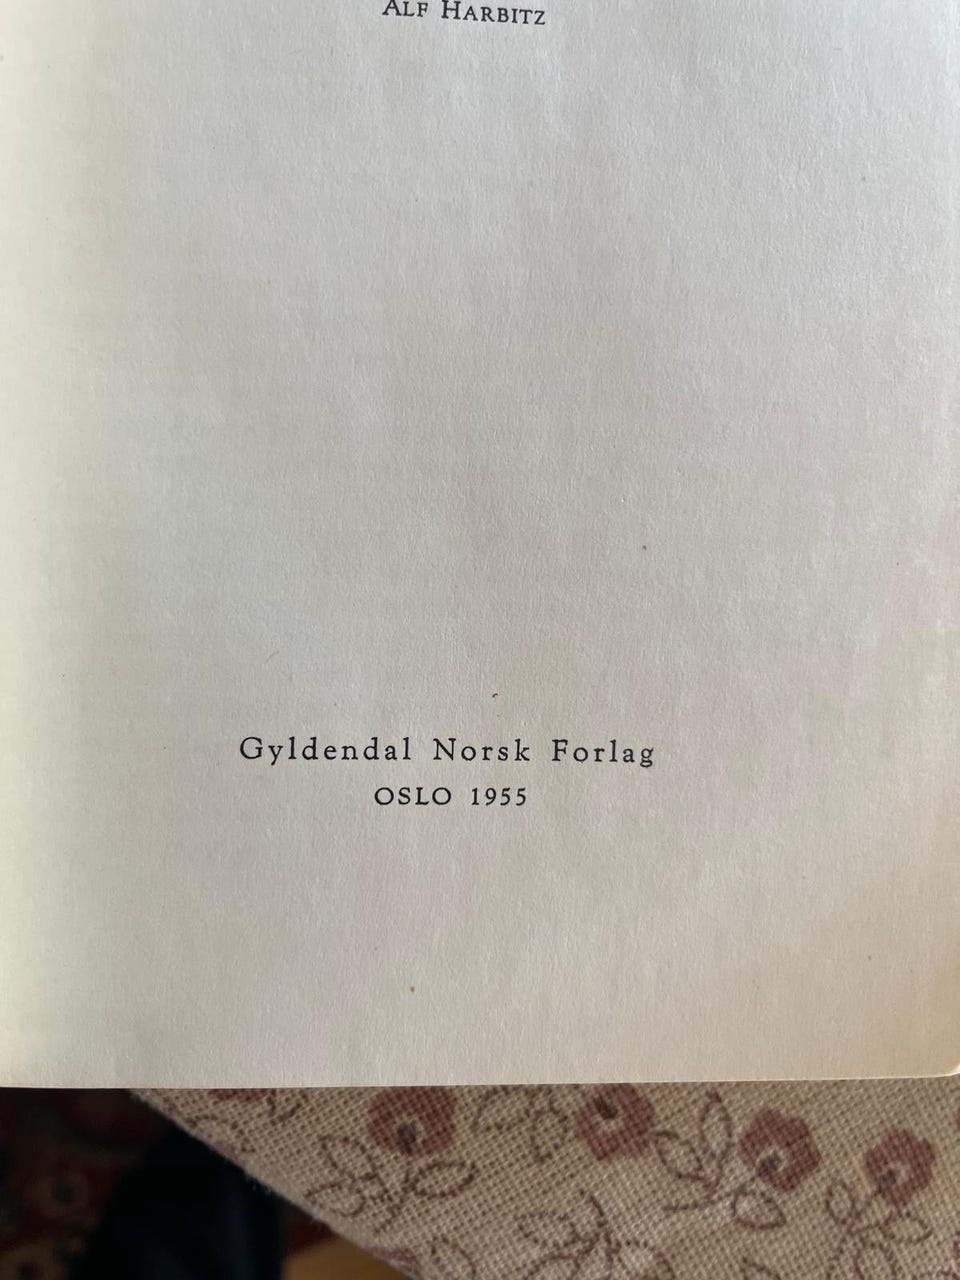 ALF HARBITZ
Gyldendal Norsk Forlag
OSLO 1955